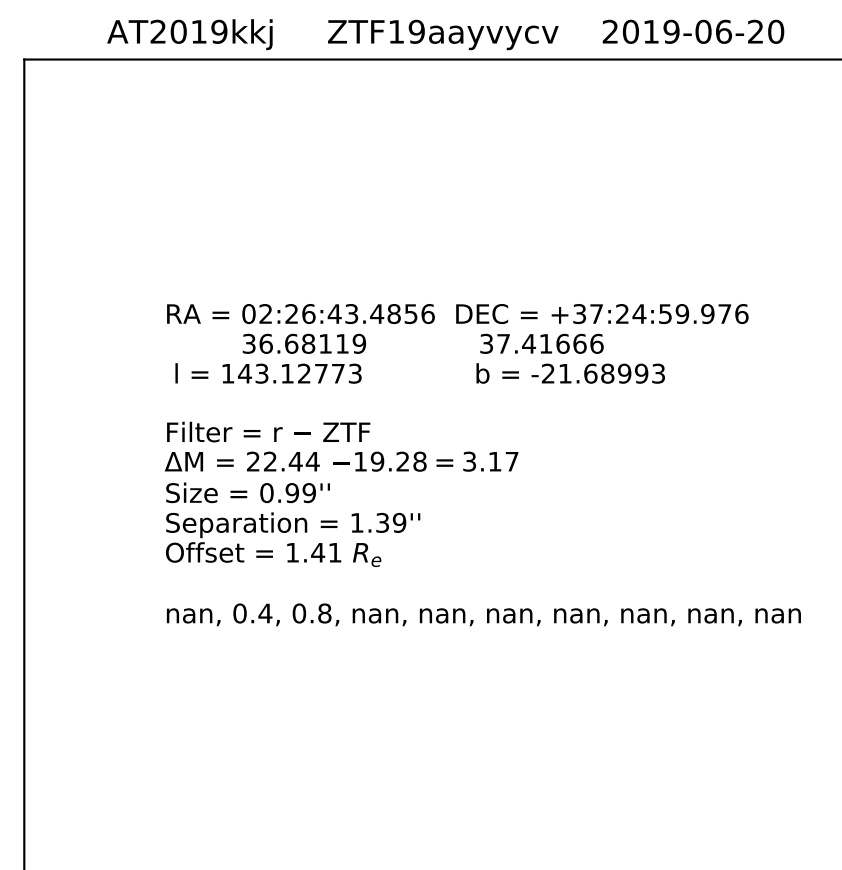 AT2019kkj ZTF19aayvycv 2019-06-20
RA = 02:26:43.4856 DEC = +37:24:59.976
36.68119 37.41666
l = 143.12773 b = -21.68993
Filter = r − ZTF
ΔM = 22.44 −19.28 = 3.17
Size = 0.99''
Separation = 1.39''
Offset = 1.41 Re
nan, 0.4, 0.8, nan, nan, nan, nan, nan, nan, nan